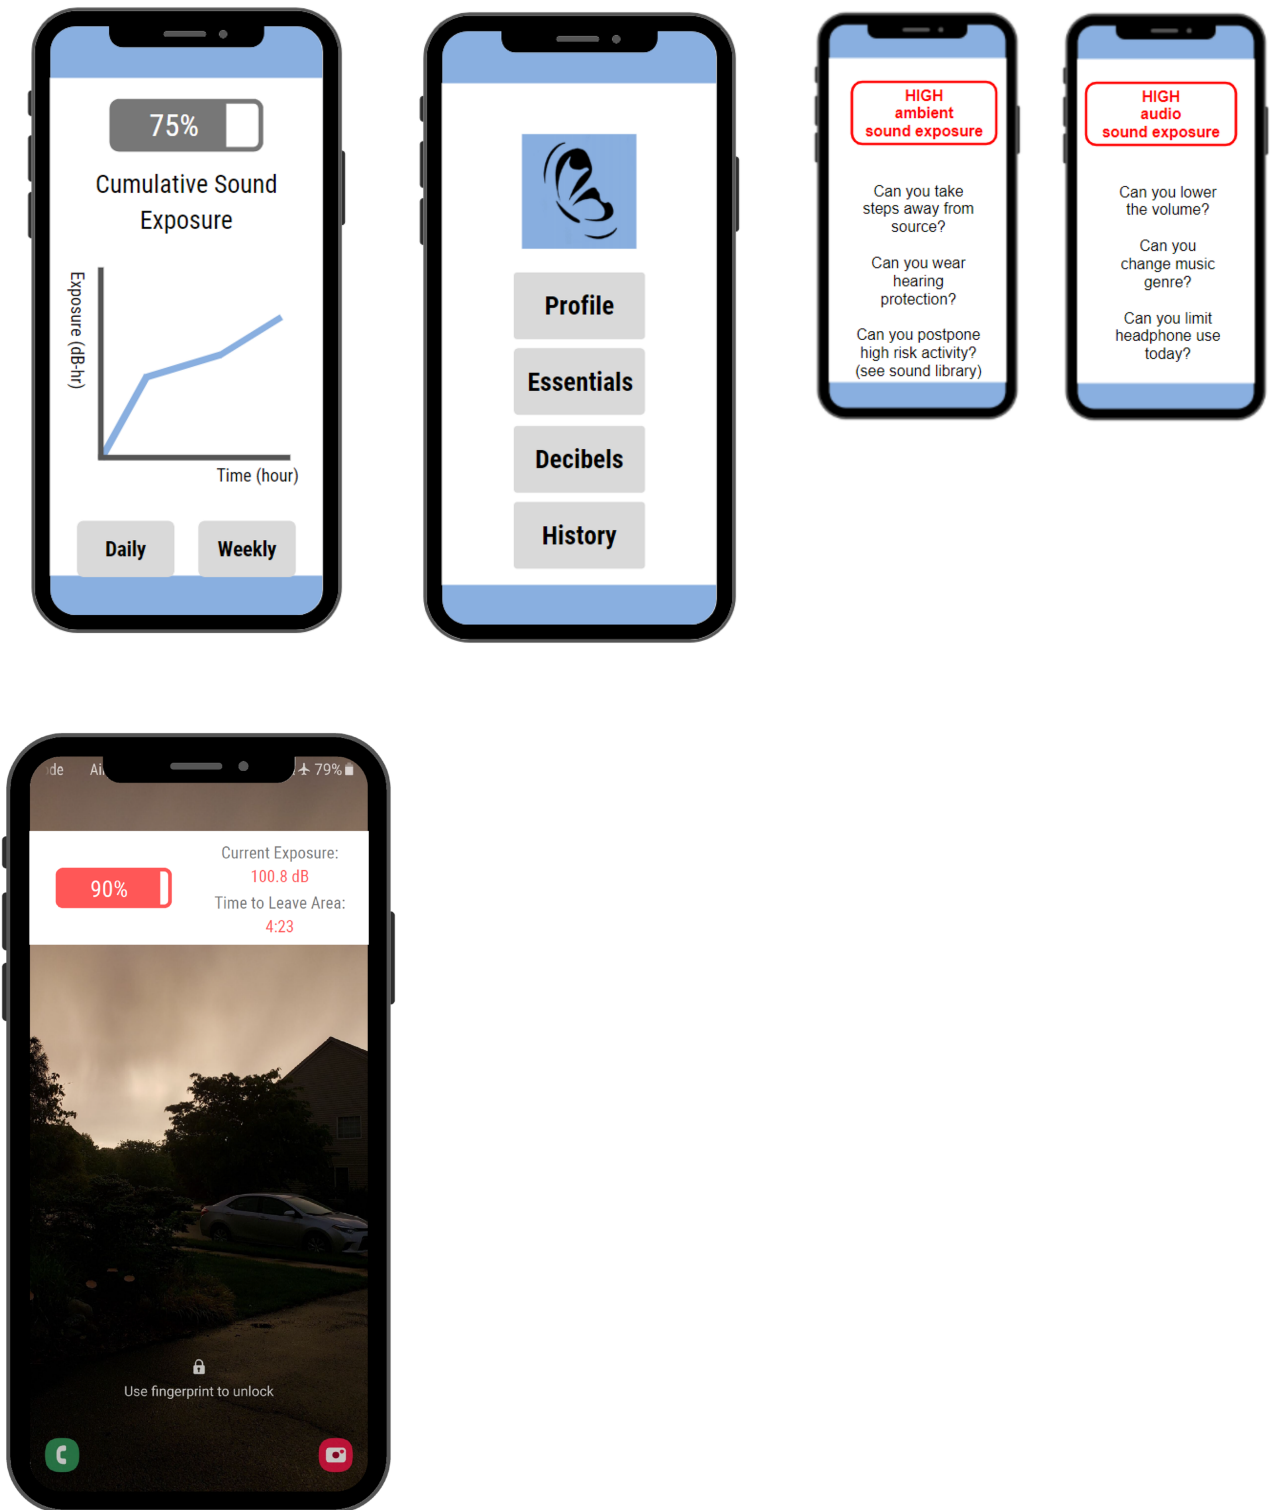 75%
Cumulative Sound
Exposure
Exposure (dB-hr)
Time (hour)
Daily
Weekly
Profile
Essentials
Decibels
History
HIGH
ambient
sound exposure
Can you take
steps away from
source?
Can you wear
hearing
protection?
Can you postpone
high risk activity?
(see sound library)
HIGH
audio
sound exposure
Can you lower
the volume?
Can you
change music
genre?
Can you limit
headphone use
today?
79%
90%
Current Exposure:
100.8 dB
Time to Leave Area:
4:23
Use fingerprint to unlock